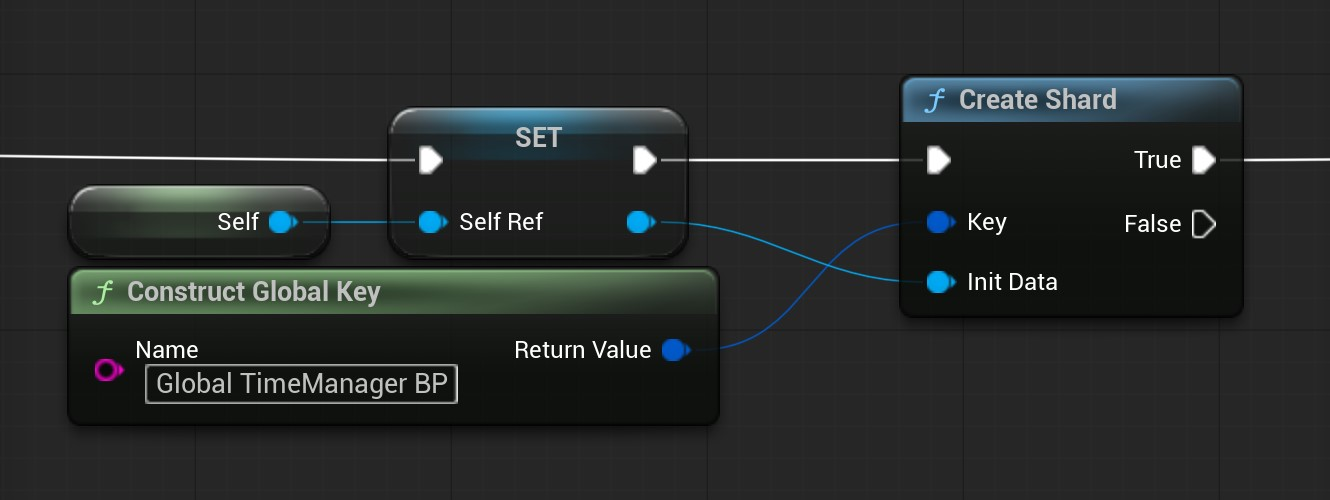 SET
Self
Self Ref
Construct Global Key
Name
Global TimeManager BP
Return Value
Create Shard
True
Key
False
Init Data